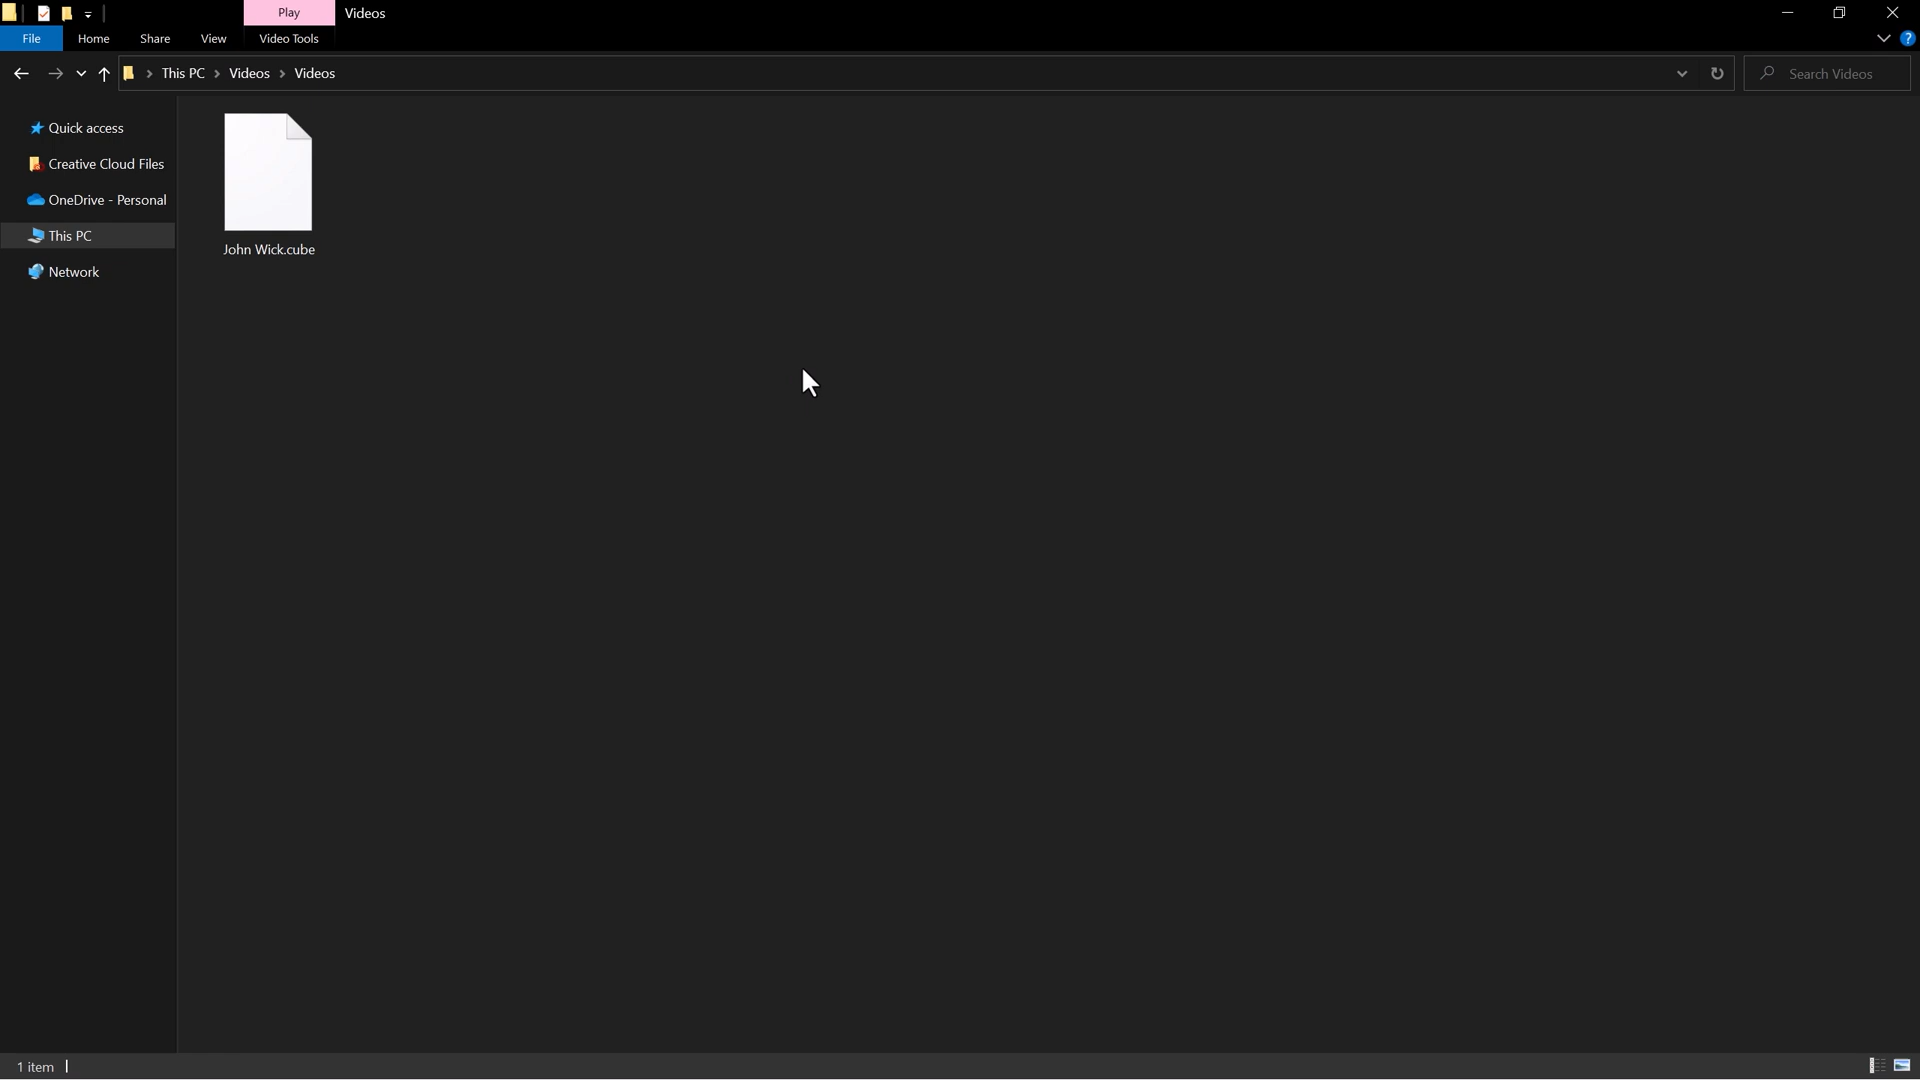 Play Videos
File Home Share View Video Tools
This PC Videos Videos Search Videos
Quick access
Creative Cloud Files
OneDrive - Personal
This PC
Network
John Wick.cube
1 item